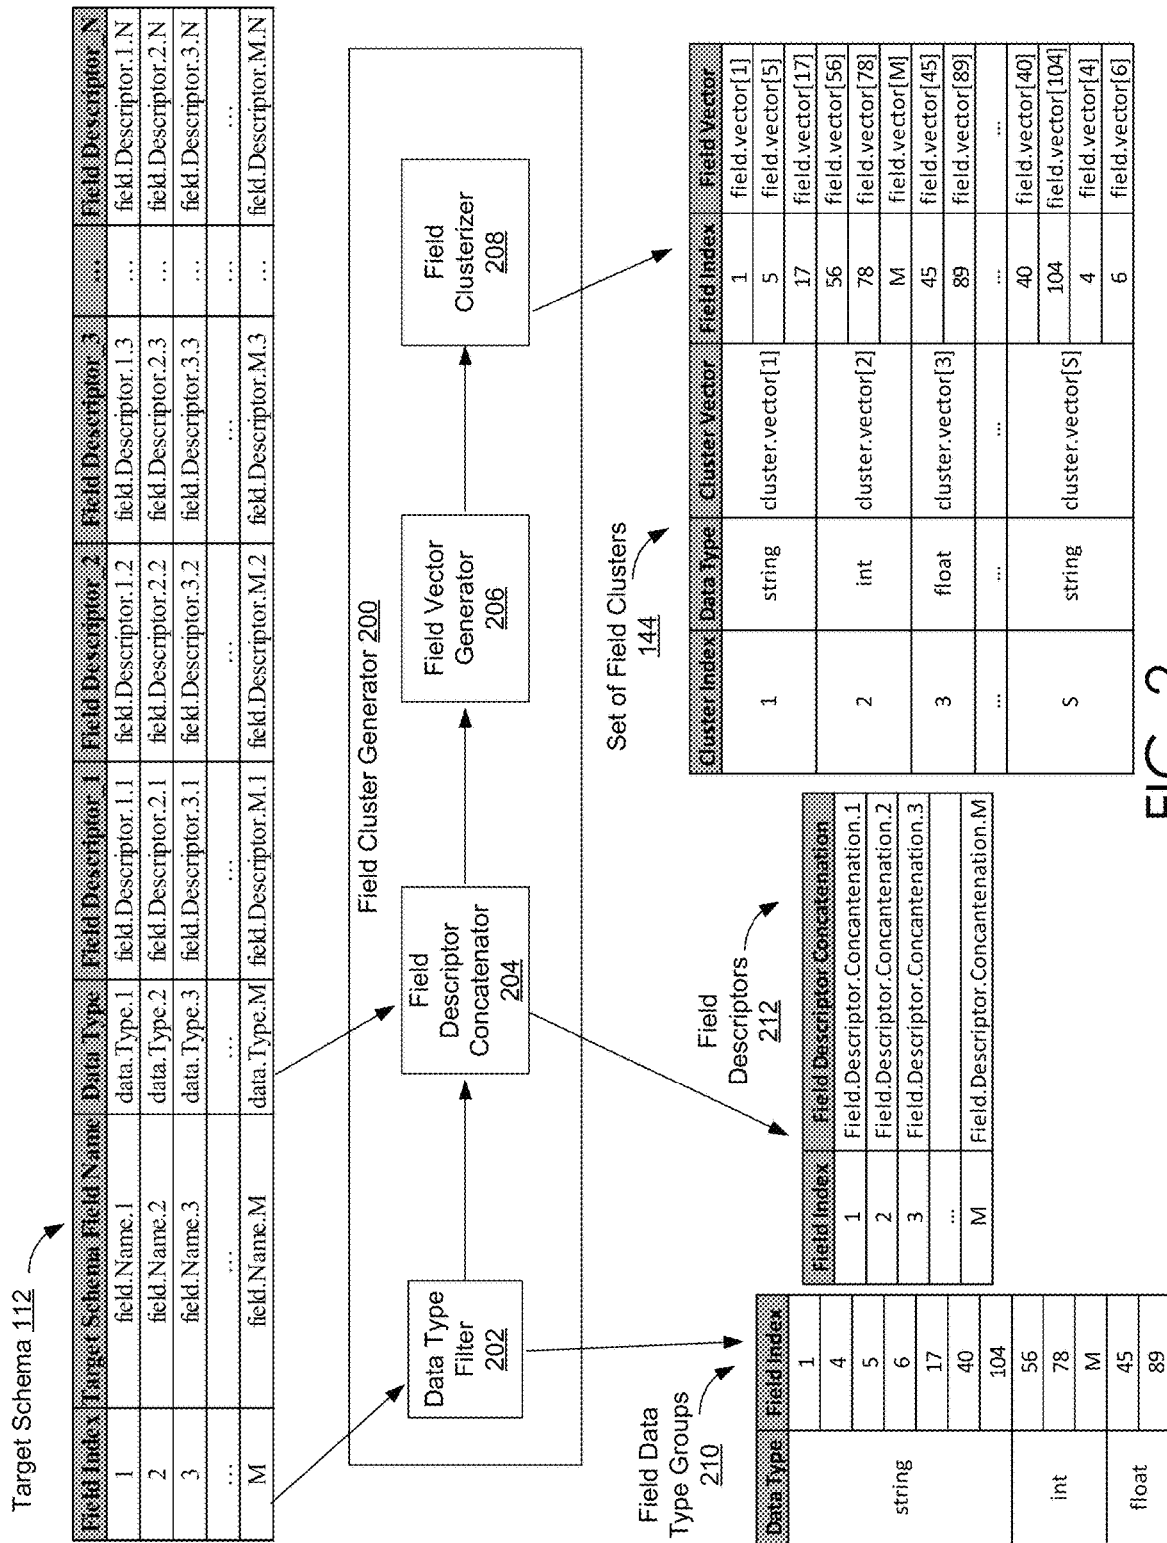 Target Schema 112
Field Index Target Schema Field Name Data Type Field Descriptor_1 Field Descriptor_2 Field Descriptor_3 ... Field Descriptor_N
1 field.Name.1 data.Type.1 field.Descriptor.1.1 field.Descriptor.1.2 field.Descriptor.1.3 ... field.Descriptor.1.N
2 field.Name.2 data.Type.2 field.Descriptor.2.1 field.Descriptor.2.2 field.Descriptor.2.3 ... field.Descriptor.2.N
3 field.Name.3 data.Type.3 field.Descriptor.3.1 field.Descriptor.3.2 field.Descriptor.3.3 ... field.Descriptor.3.N
... ... ... ... ... ... ... ...
M field.Name.M data.Type.M field.Descriptor.M.1 field.Descriptor.M.2 field.Descriptor.M.3 ... field.Descriptor.M.N
Field Cluster Generator 200
Data Type
Filter
202
Field
Descriptor
Concatenator
204
Field Vector
Generator
206
Field
Clusterizer
208
Field Data
Type Groups
210
Data Type Field Index
string 1
4
5
6
17
40
104
int 56
78
M
float 45
89
Field
Descriptors
212
Field Index Field Descriptor Concatenation
1 Field.Descriptor.Concantenation.1
2 Field.Descriptor.Concantenation.2
3 Field.Descriptor.Concantenation.3
...
M Field.Descriptor.Concantenation.M
Set of Field Clusters
144
Cluster Index Data Type Cluster Vector Field Index Field Vector
1 string cluster.vector[1] 1 field.vector[1]
5 field.vector[5]
17 field.vector[17]
2 int cluster.vector[2] 56 field.vector[56]
78 field.vector[78]
M field.vector[M]
3 float cluster.vector[3] 45 field.vector[45]
89 field.vector[89]
... ... ... ... ...
S string cluster.vector[S] 40 field.vector[40]
104 field.vector[104]
4 field.vector[4]
6 field.vector[6]
FIG. 2